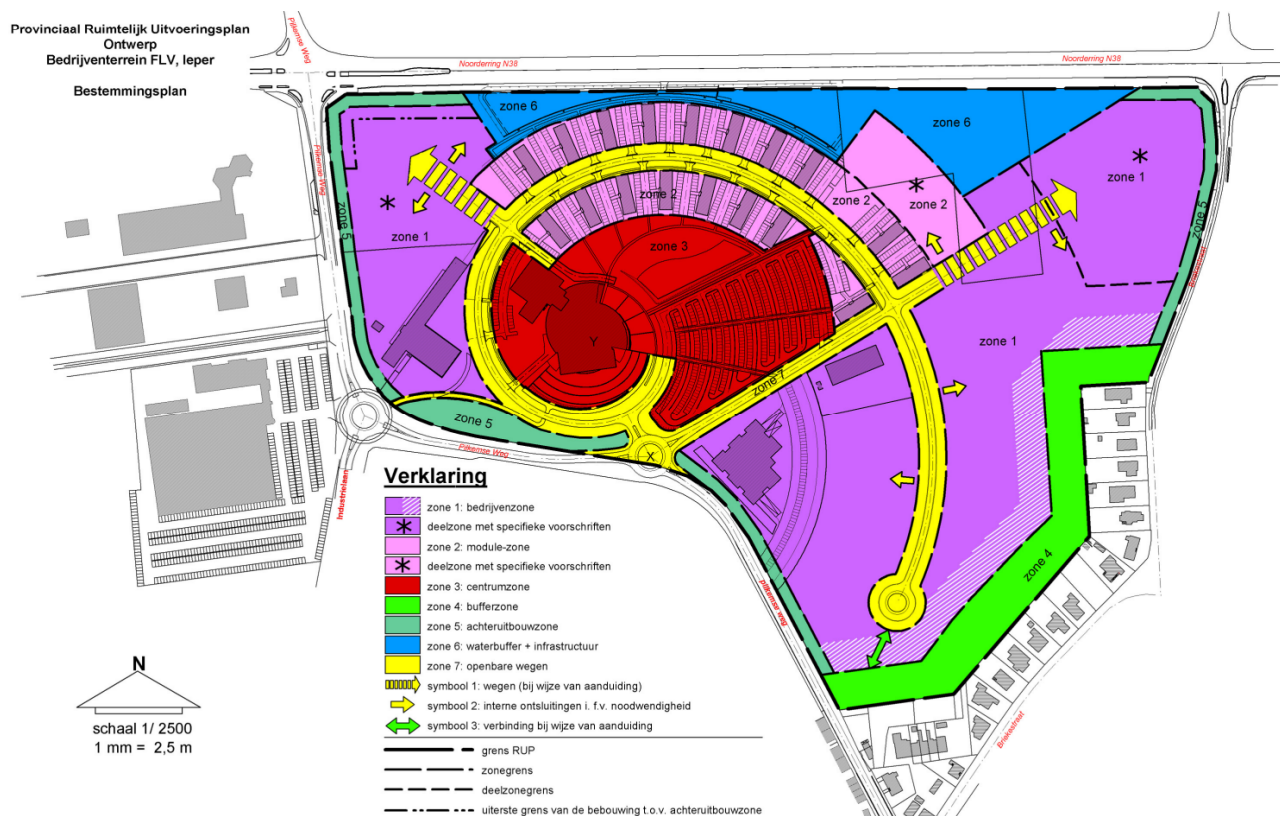 Provinciaal Ruimtelijk Uitvoeringsplan
Ontwerp
Bedrijventerrein FLV, Ieper
Bestemmingsplan
Pilkemse Weg
Noorderring N38
Noorderring N38
Pilkemse Weg
zone 6
zone 6
zone 1
zone 2
zone 2
zone 2
zone 5
zone 5
zone 1
zone 3
zone 1
Y
zone 7
zone 5
X
Pilkemse Weg
Industrielaan
pilkemse weg
zone 4
Briekestraat
Verklaring
zone 1: bedrijvenzone
deelzone met specifieke voorschriften
zone 2: module-zone
deelzone met specifieke voorschriften
zone 3: centrumzone
zone 4: bufferzone
zone 5: achteruitbouwzone
zone 6: waterbuffer + infrastructuur
zone 7: openbare wegen
symbool 1: wegen (bij wijze van aanduiding)
symbool 2: interne ontsluitingen i. f.v. noodwendigheid
symbool 3: verbinding bij wijze van aanduiding
grens RUP
zonegrens
deelzonegrens
uiterste grens van de bebouwing t.o.v. achteruitbouwzone
N
schaal 1/ 2500
1 mm = 2,5 m